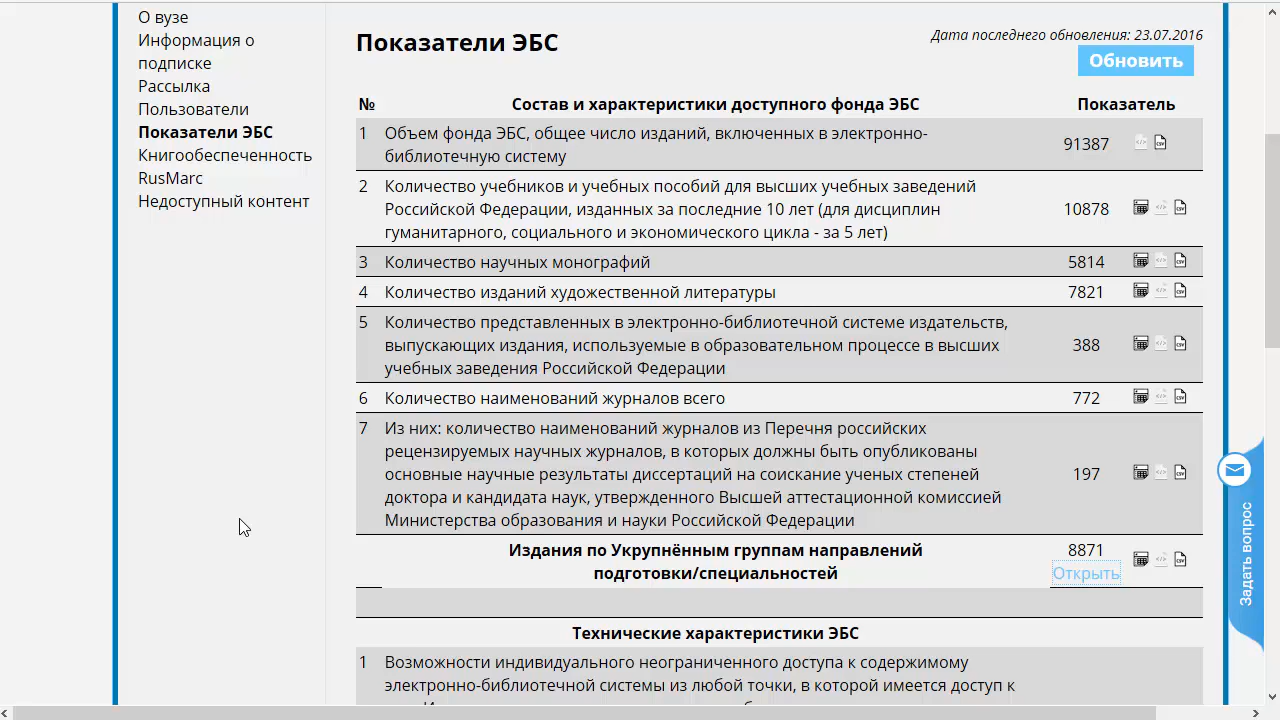 О вузе
Информация о
подписке
Рассылка
Пользователи
Показатели ЭБС
Книгообеспеченность
RusMarc
Недоступный контент
Показатели ЭБС
Дата последнего обновления: 23.07.2016
Обновить
№ Состав и характеристики доступного фонда ЭБС Показатель
1 Объем фонда ЭБС, общее число изданий, включенных в электронно-
библиотечную систему
91387
2 Количество учебников и учебных пособий для высших учебных заведений
Российской Федерации, изданных за последние 10 лет (для дисциплин
гуманитарного, социального и экономического цикла - за 5 лет)
10878
3 Количество научных монографий 5814
4 Количество изданий художественной литературы 7821
5 Количество представленных в электронно-библиотечной системе издательств,
выпускающих издания, используемые в образовательном процессе в высших
учебных заведения Российской Федерации
388
6 Количество наименований журналов всего 772
7 Из них: количество наименований журналов из Перечня российских
рецензируемых научных журналов, в которых должны быть опубликованы
основные научные результаты диссертаций на соискание ученых степеней
доктора и кандидата наук, утвержденного Высшей аттестационной комиссией
Министерства образования и науки Российской Федерации
197
Издания по Укрупнённым группам направлений
подготовки/специальностей
8871
Открыть
Технические характеристики ЭБС
1 Возможности индивидуального неограниченного доступа к содержимому
электронно-библиотечной системы из любой точки, в которой имеется доступ к
Задать вопрос